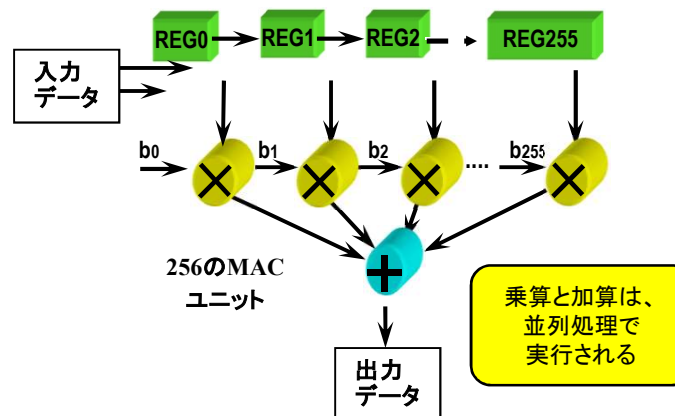 REG0
REG1
REG2
REG255
入力
データ
b0
b1
b2
....
b255
×
×
×
×
+
256のMAC
ユニット
乗算と加算は、
並列処理で
実行される
出力
データ